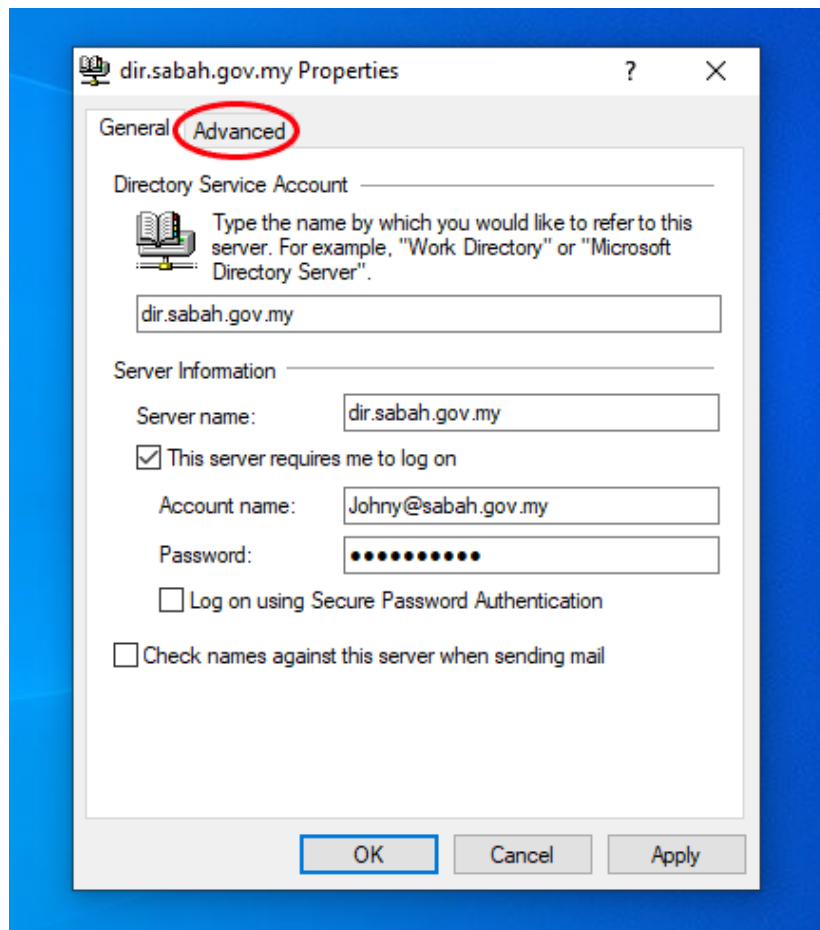 dir.sabah.gov.my Properties ?
General Advanced
Directory Service Account
Type the name by which you would like to refer to this
server. For example, "Work Directory" or "Microsoft
Directory Server".
dir.sabah.gov.my
Server Information
Server name: dir.sabah.gov.my
This server requires me to log on
Account name: Johny@sabah.gov.my
Password: ●●●●●●●●●●
Log on using Secure Password Authentication
Check names against this server when sending mail
OK Cancel Apply